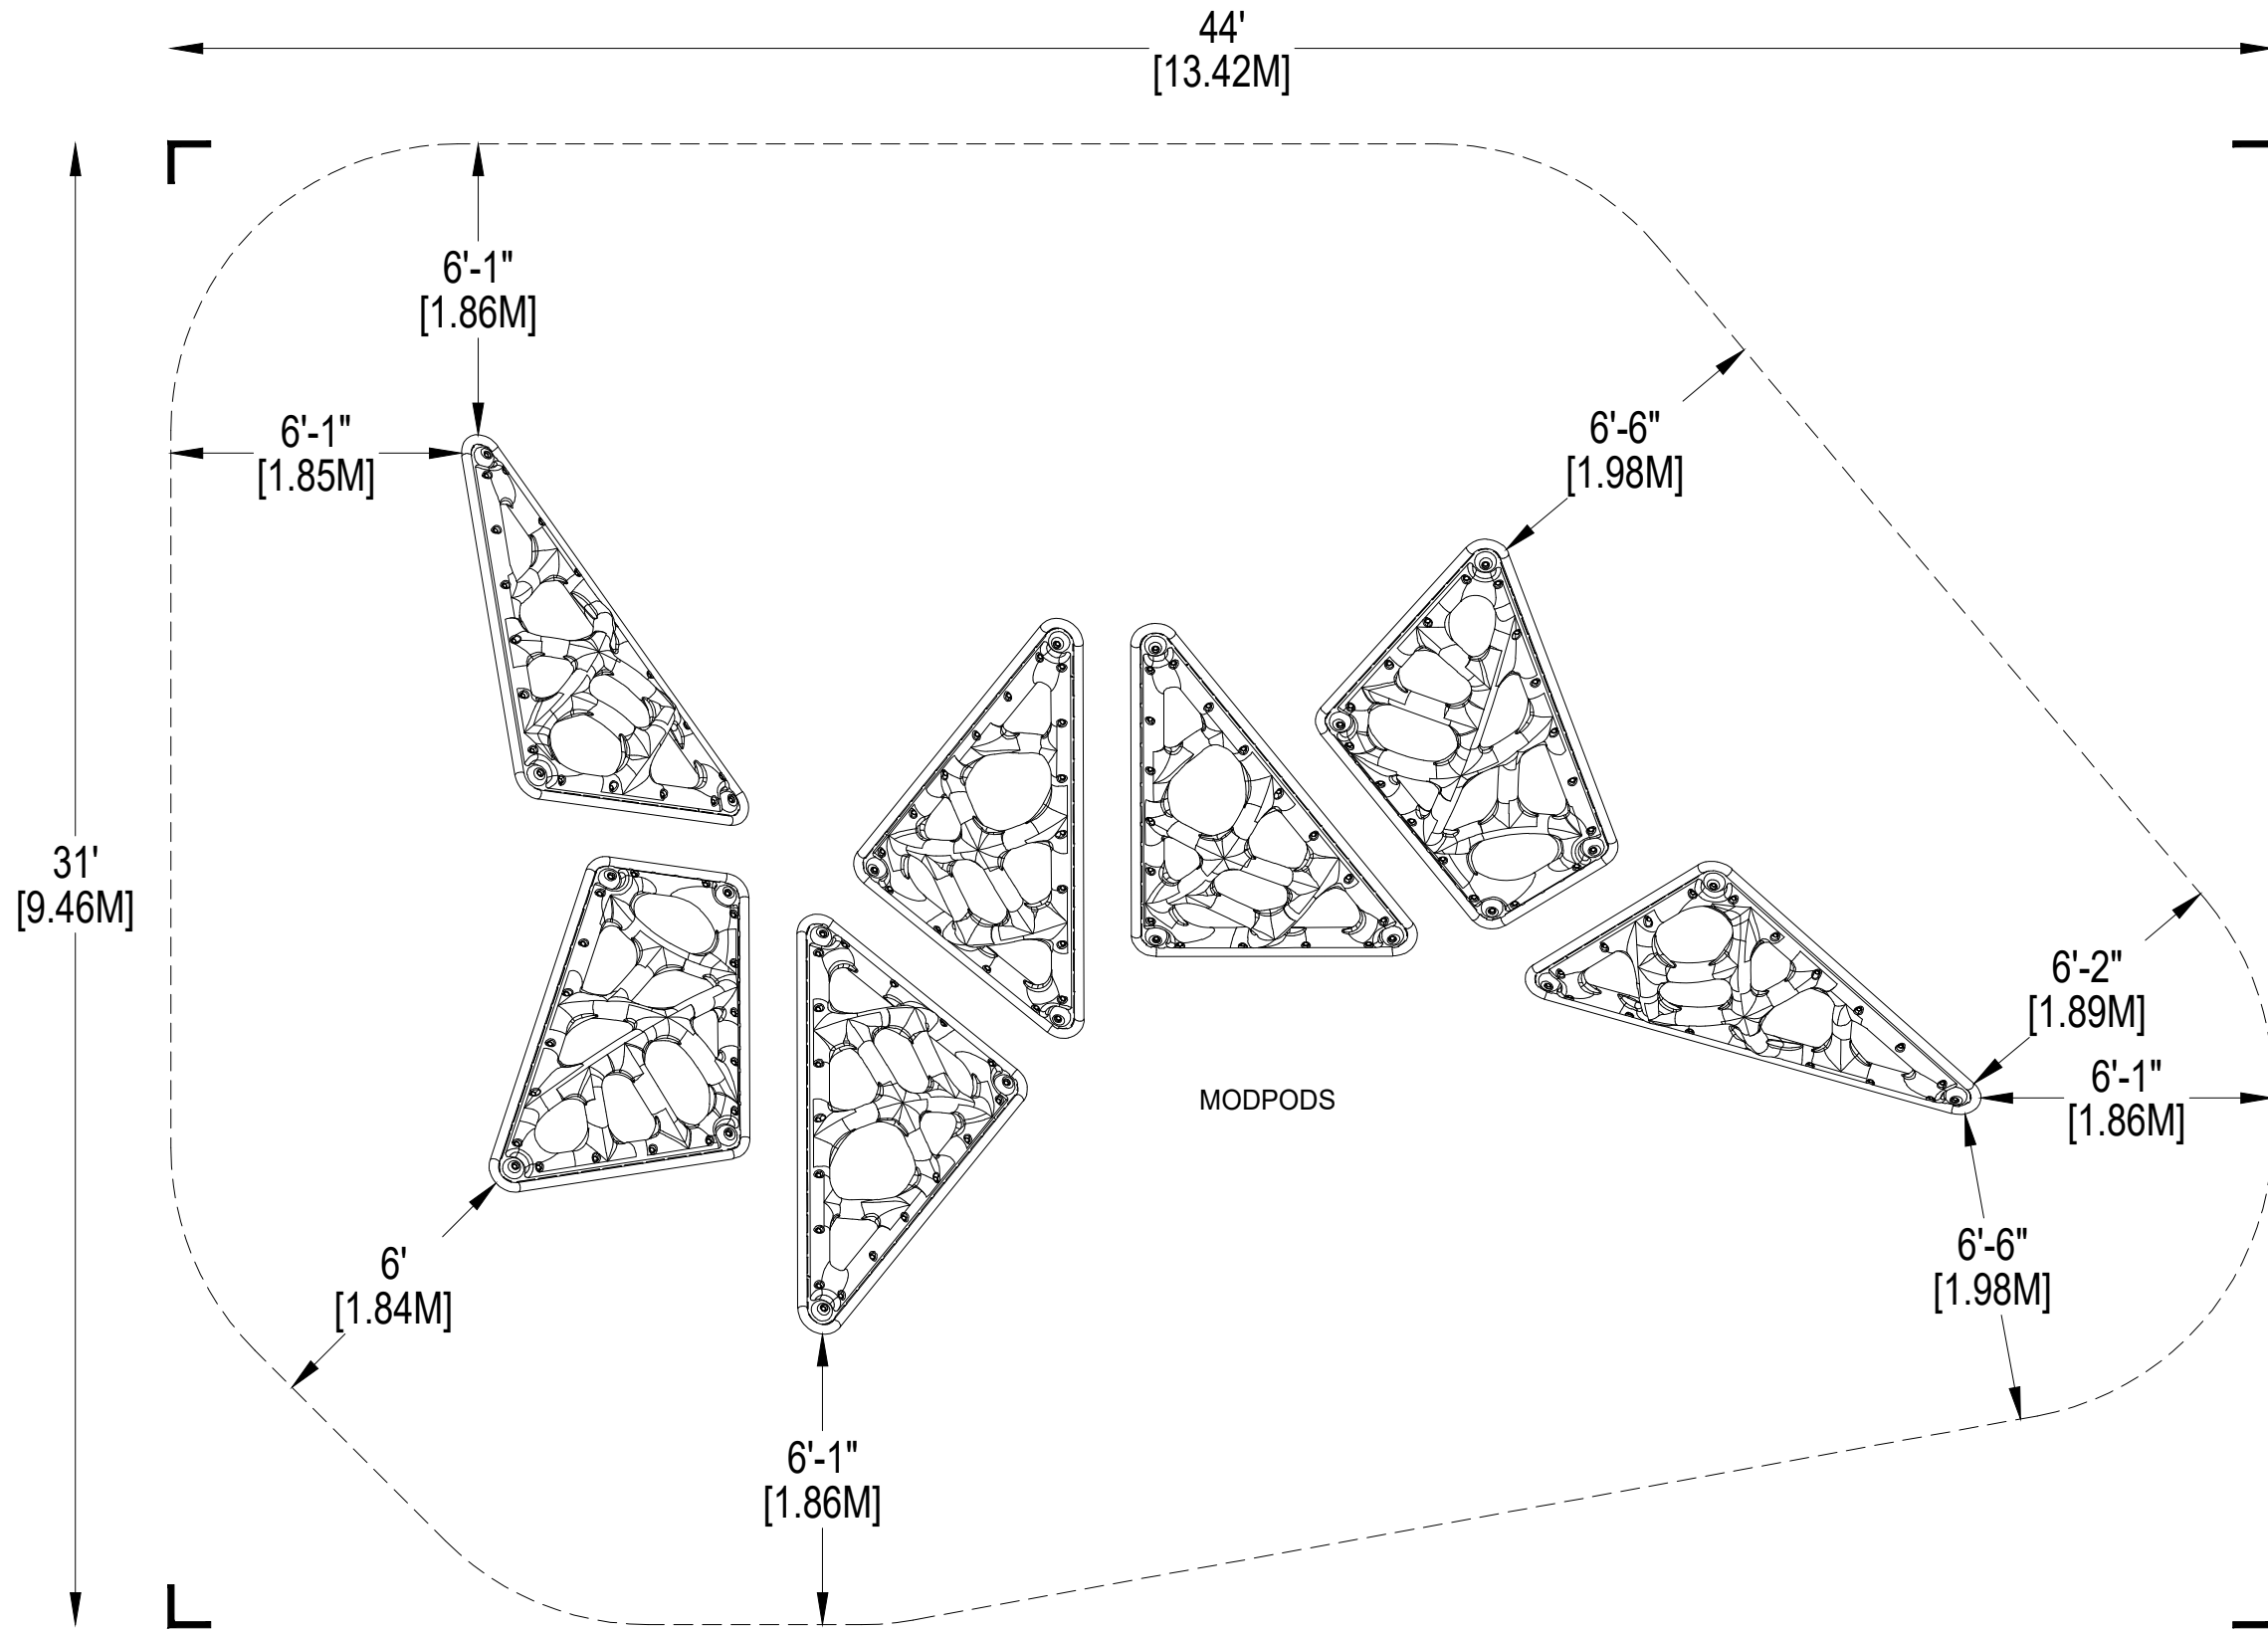 44'
[13.42M]
6'-1"
[1.86M]
6'-1"
[1.85M]
6'-6"
[1.98M]
31'
[9.46M]
6'-2"
[1.89M]
6'-1"
[1.86M]
MODPODS
6'-6"
[1.98M]
6'
[1.84M]
6'-1"
[1.86M]